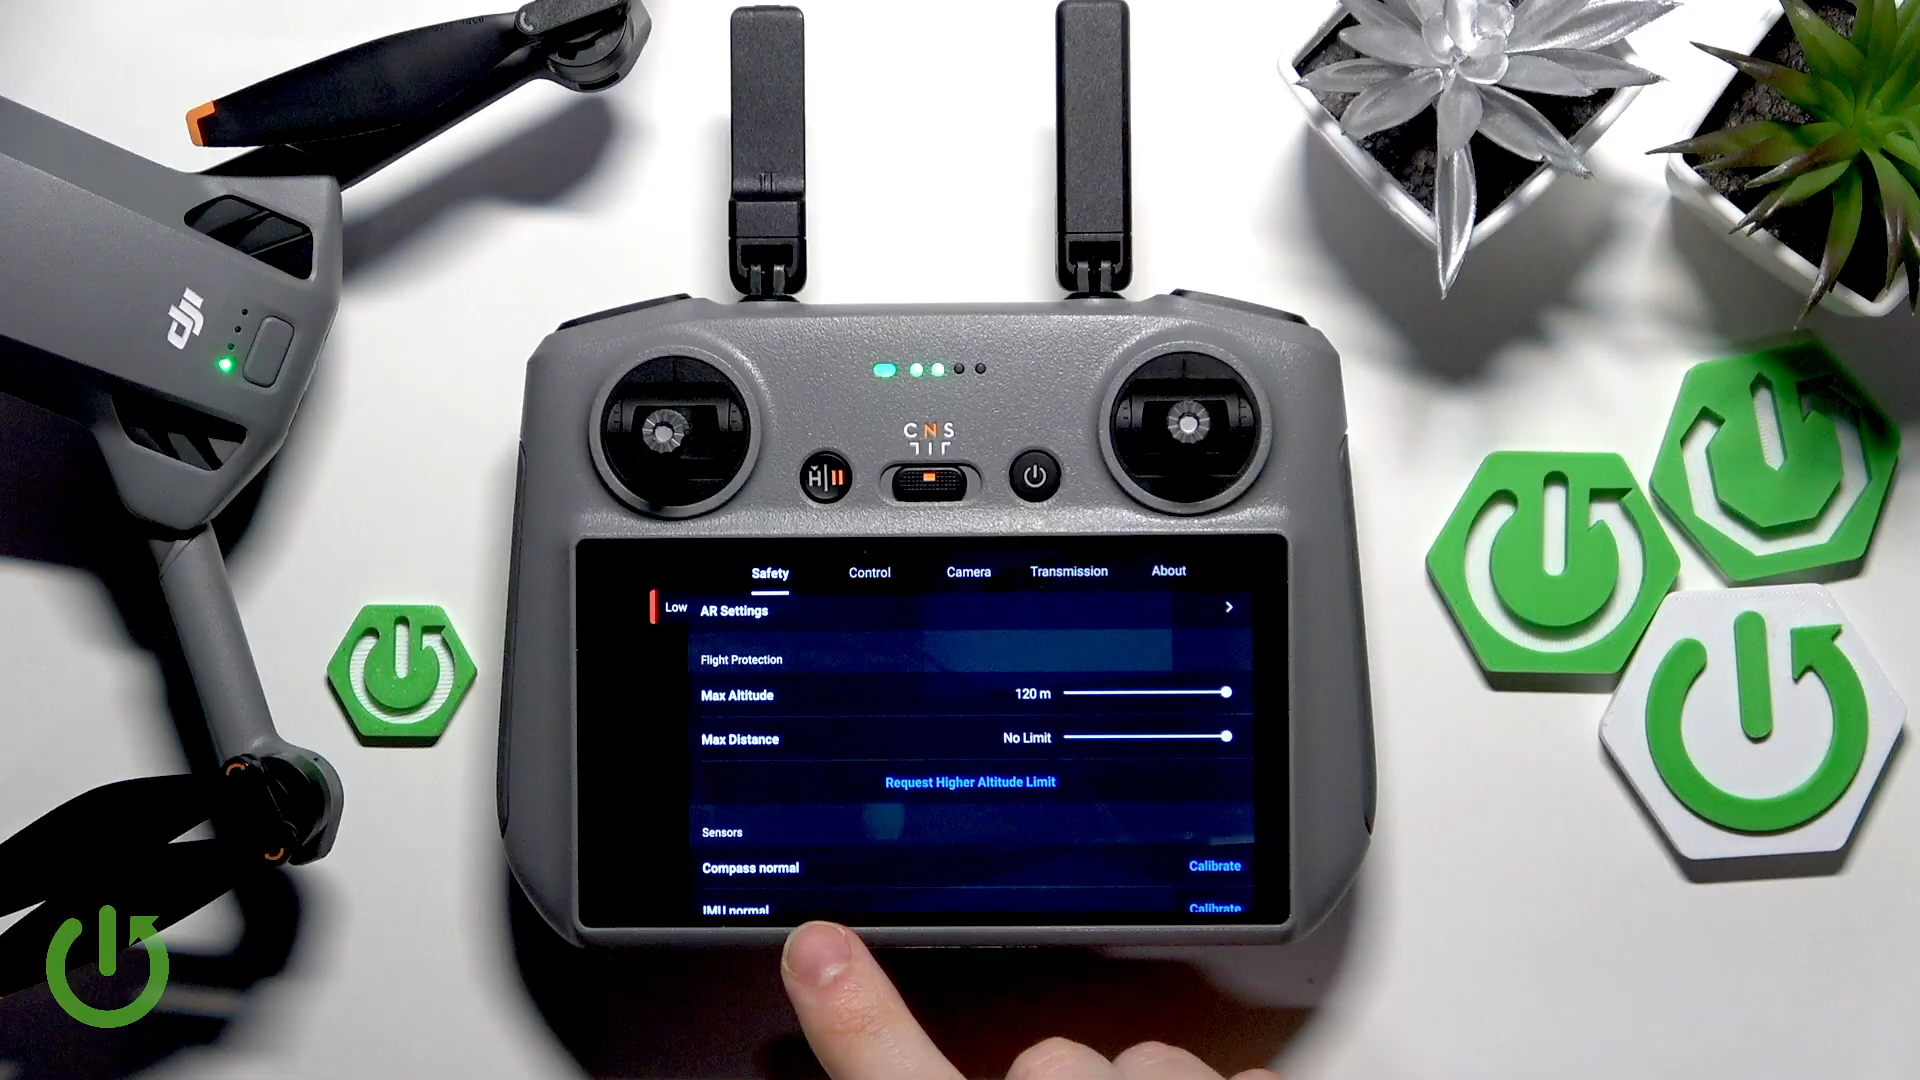 dji
C N S
H
Safety Control Camera Transmission About
Low
AR Settings
Flight Protection
Max Altitude 120 m
Max Distance No Limit
Request Higher Altitude Limit
Sensors
Compass normal Calibrate
IMU normal Calibrate